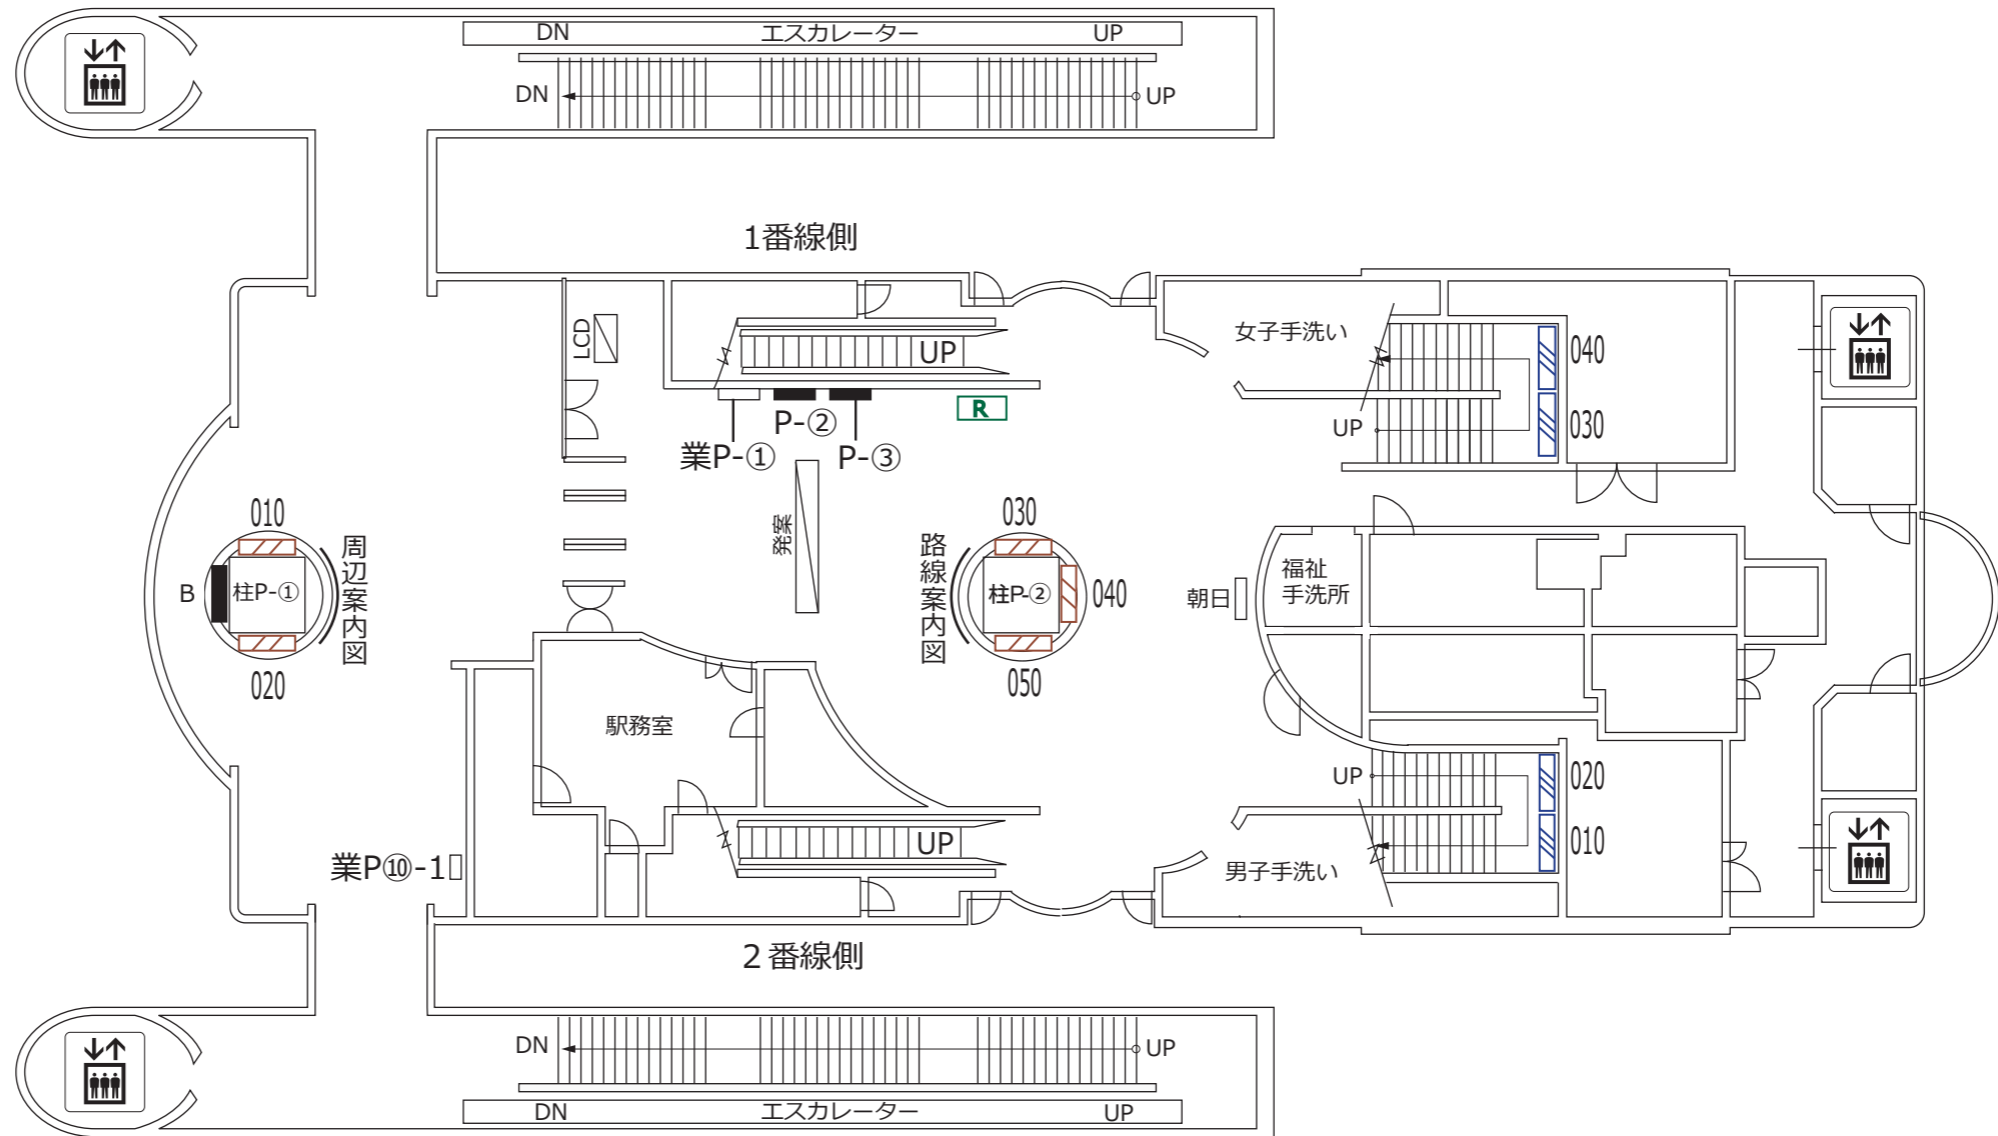 DN エスカレーター UP
DN UP
1番線側
LCD
UP
女子手洗い
040
030
UP
R
P-②
業P-① P-③
発案
010
周辺案内図
B
柱P-①
020
030
路線案内図
柱P-②
040
050
朝日
福祉
手洗所
駅務室
UP
020
010
UP
男子手洗い
業P⑩-1
2番線側
DN UP
DN エスカレーター UP